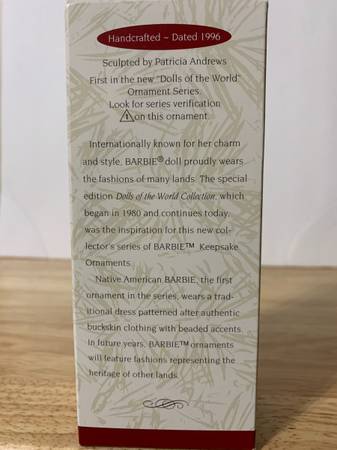 Handcrafted ~ Dated 1996
Sculpted by Patricia Andrews
First in the new "Dolls of the World"
Ornament Series.
Look for series verification
⚠1 on this ornament.
Internationally known for her charm
and style, BARBIE® doll proudly wears
the fashions of many lands. The special
edition Dolls of the World Collection, which
began in 1980 and continues today,
was the inspiration for this new col-
lector's series of BARBIE™ Keepsake
Ornaments.
Native American BARBIE, the first
ornament in the series, wears a trad-
itional dress patterned after authentic
buckskin clothing with beaded accents.
In future years, BARBIE™ ornaments
will feature fashions representing the
heritage of other lands.